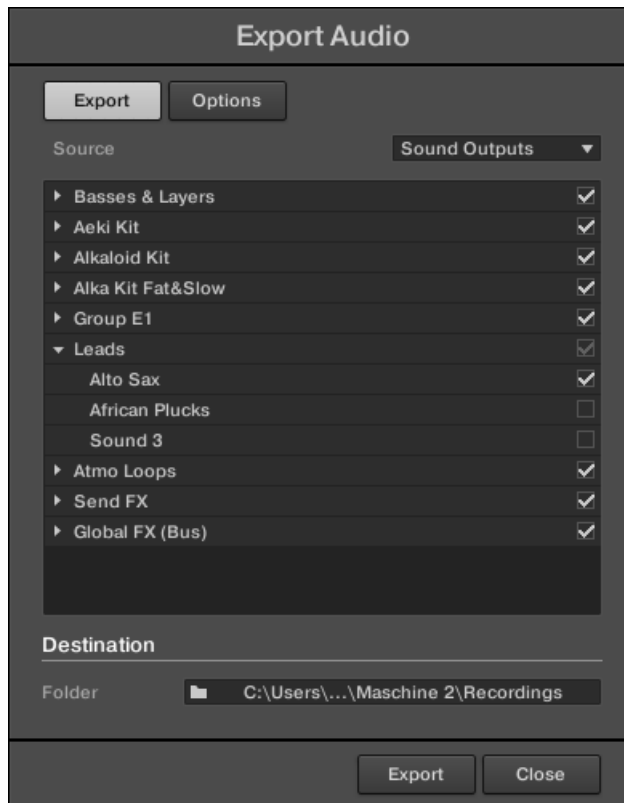 Export Audio
Export Options
Source Sound Outputs
Basses & Layers
Aeki Kit
Alkaloid Kit
Alka Kit Fat&Slow
Group E1
Leads
Alto Sax
African Plucks
Sound 3
Atmo Loops
Send FX
Global FX (Bus)
Destination
Folder C:\Users\...\Maschine 2\Recordings
Export Close